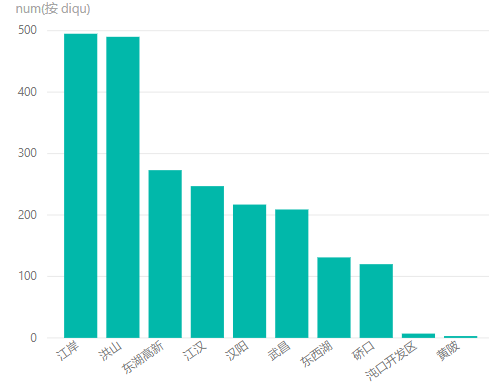 num(按 diqu)
500
400
300
200
100
0
江岸
洪山
东湖高新
江汉
汉阳
武昌
东西湖
硚口
沌口开发区
黄陂